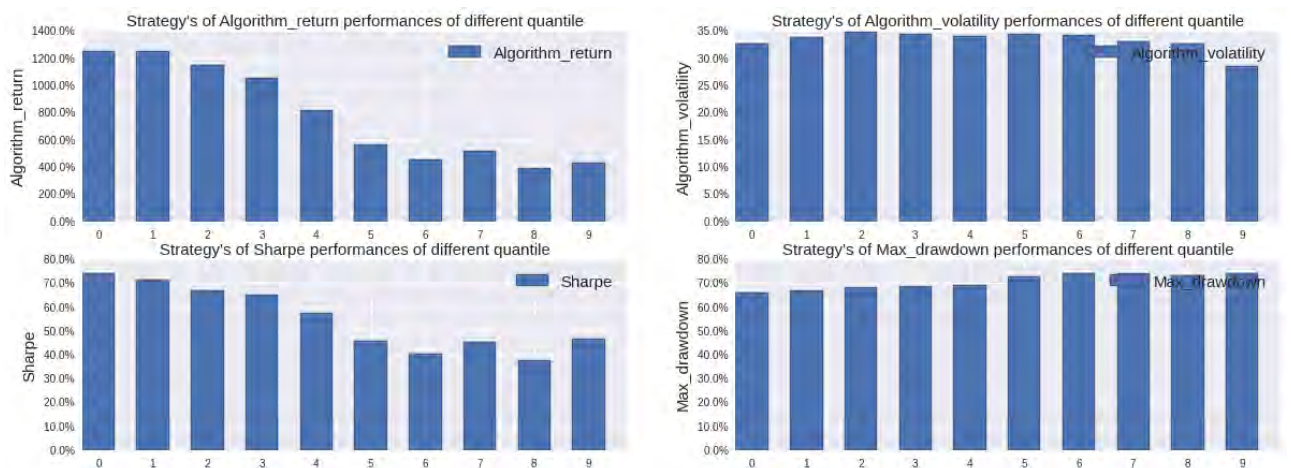 Strategy's of Algorithm_return performances of different quantile
1400.0%
1200.0%
1000.0%
800.0%
600.0%
400.0%
200.0%
0.0%
Algorithm_return
Algorithm_return
0 1 2 3 4 5 6 7 8 9
Strategy's of Algorithm_volatility performances of different quantile
35.0%
30.0%
25.0%
20.0%
15.0%
10.0%
5.0%
0.0%
Algorithm_volatility
Algorithm_volatility
0 1 2 3 4 5 6 7 8 9
Strategy's of Sharpe performances of different quantile
80.0%
70.0%
60.0%
50.0%
40.0%
30.0%
20.0%
10.0%
0.0%
Sharpe
Sharpe
0 1 2 3 4 5 6 7 8 9
Strategy's of Max_drawdown performances of different quantile
80.0%
70.0%
60.0%
50.0%
40.0%
30.0%
20.0%
10.0%
0.0%
Max_drawdown
Max_drawdown
0 1 2 3 4 5 6 7 8 9